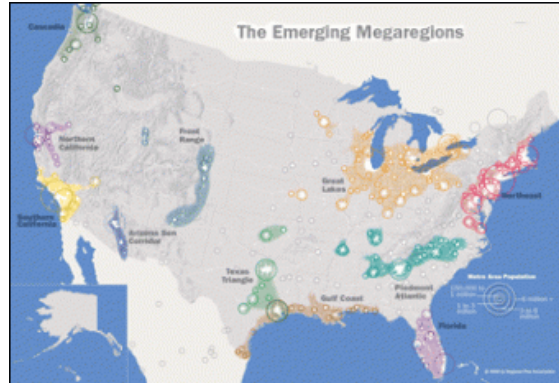 The Emerging Megaregions
Cascadia
Northern
California
Front
Range
Great
Lakes
Northeast
Southern
California
Arizona Sun
Corridor
Texas
Triangle
Gulf Coast
Piedmont
Atlantic
Florida
Metro Area Population